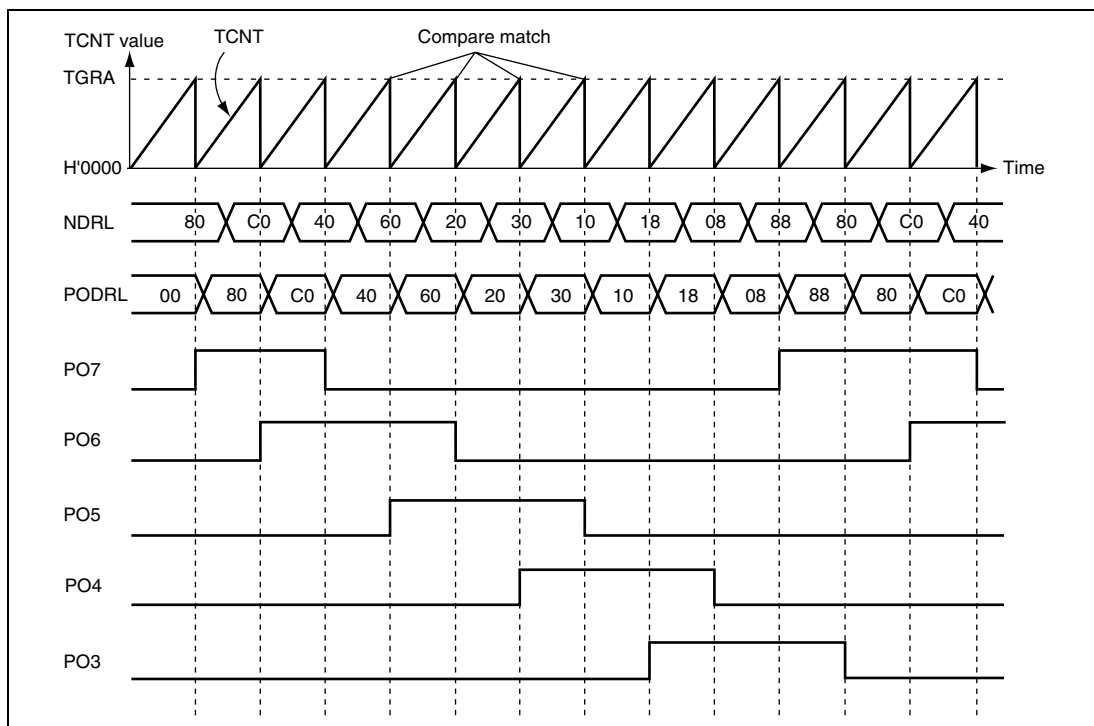 TCNT value TCNT Compare match
TGRA
H'0000 Time
NDRL 80 C0 40 60 20 30 10 18 08 88 80 C0 40
PODRL 00 80 C0 40 60 20 30 10 18 08 88 80 C0
PO7
PO6
PO5
PO4
PO3